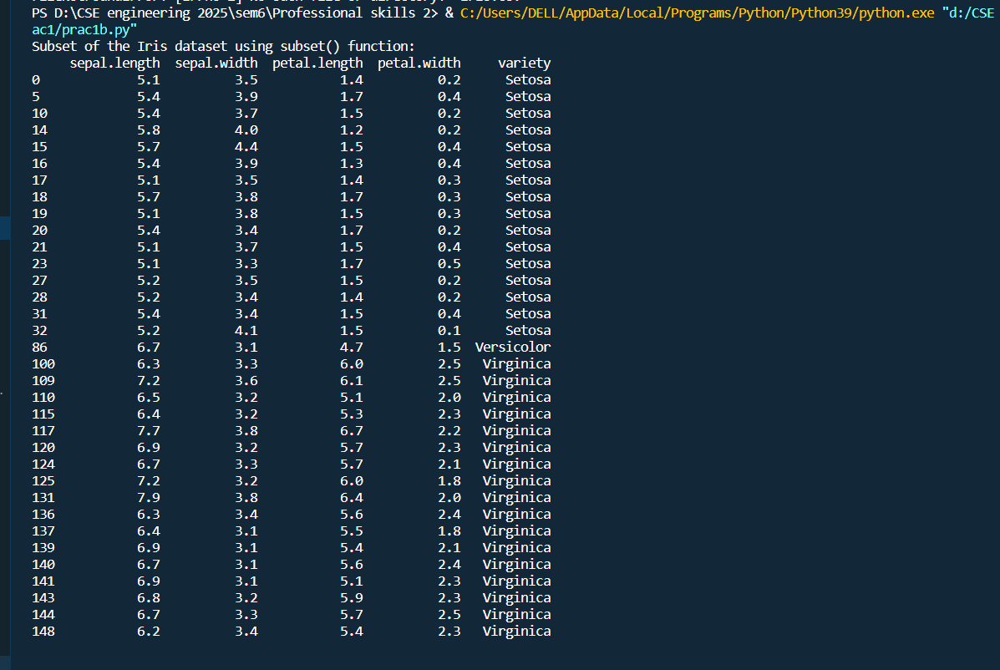 PS D:\CSE engineering 2025\sem6\Professional skills 2> & C:/Users/DELL/AppData/Local/Programs/Python/Python39/python.exe "d:/CSE
ac1/prac1b.py"
Subset of the Iris dataset using subset() function:
sepal.length sepal.width petal.length petal.width variety
0 5.1 3.5 1.4 0.2 Setosa
5 5.4 3.9 1.7 0.4 Setosa
10 5.4 3.7 1.5 0.2 Setosa
14 5.8 4.0 1.2 0.2 Setosa
15 5.7 4.4 1.5 0.4 Setosa
16 5.4 3.9 1.3 0.4 Setosa
17 5.1 3.5 1.4 0.3 Setosa
18 5.7 3.8 1.7 0.3 Setosa
19 5.1 3.8 1.5 0.3 Setosa
20 5.4 3.4 1.7 0.2 Setosa
21 5.1 3.7 1.5 0.4 Setosa
23 5.1 3.3 1.7 0.5 Setosa
27 5.2 3.5 1.5 0.2 Setosa
28 5.2 3.4 1.4 0.2 Setosa
31 5.4 3.4 1.5 0.4 Setosa
32 5.2 4.1 1.5 0.1 Setosa
86 6.7 3.1 4.7 1.5 Versicolor
100 6.3 3.3 6.0 2.5 Virginica
109 7.2 3.6 6.1 2.5 Virginica
110 6.5 3.2 5.1 2.0 Virginica
115 6.4 3.2 5.3 2.3 Virginica
117 7.7 3.8 6.7 2.2 Virginica
120 6.9 3.2 5.7 2.3 Virginica
124 6.7 3.3 5.7 2.1 Virginica
125 7.2 3.2 6.0 1.8 Virginica
131 7.9 3.8 6.4 2.0 Virginica
136 6.3 3.4 5.6 2.4 Virginica
137 6.4 3.1 5.5 1.8 Virginica
139 6.9 3.1 5.4 2.1 Virginica
140 6.7 3.1 5.6 2.4 Virginica
141 6.9 3.1 5.1 2.3 Virginica
143 6.8 3.2 5.9 2.3 Virginica
144 6.7 3.3 5.7 2.5 Virginica
148 6.2 3.4 5.4 2.3 Virginica